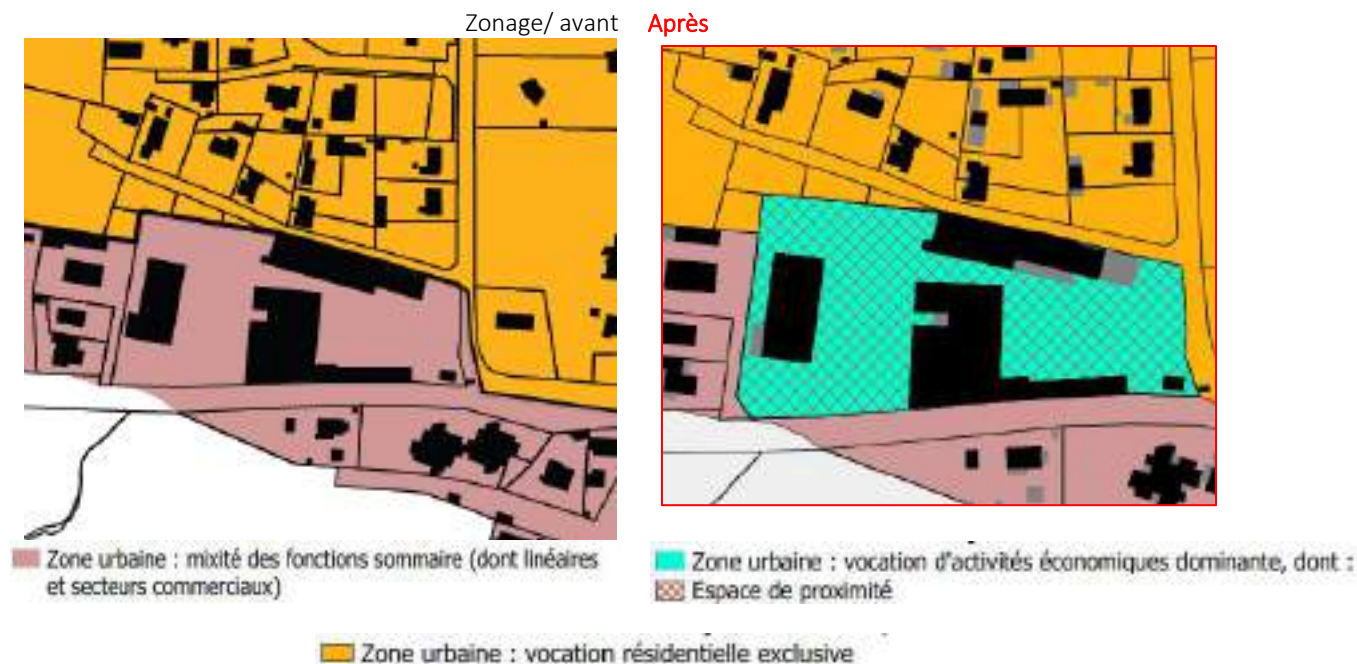 Zonage/ avant Après
Zone urbaine : mixité des fonctions sommaire (dont linéaires
et secteurs commerciaux)
Zone urbaine : vocation d'activités économiques dominante, dont :
Espace de proximité
Zone urbaine : vocation résidentielle exclusive